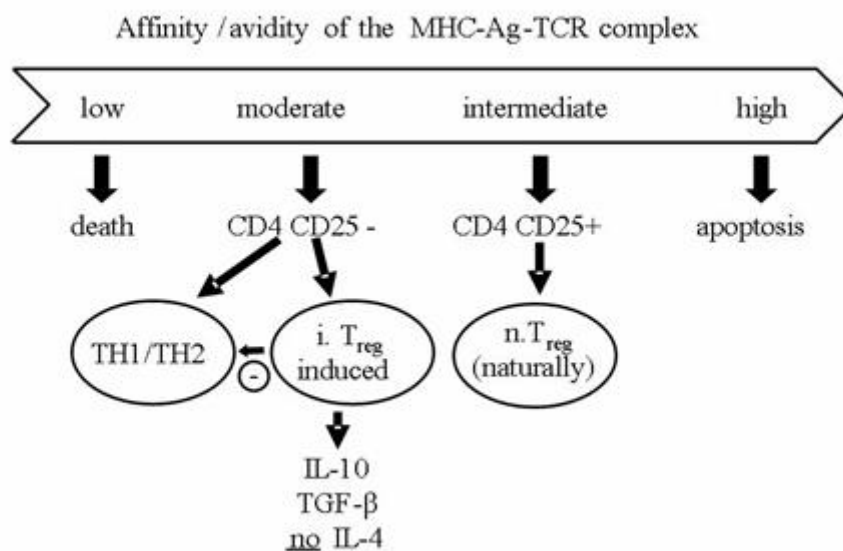 Affinity /avidity of the MHC-Ag-TCR complex
low moderate intermediate high
death CD4 CD25 - CD4 CD25+ apoptosis
TH1/TH2
i. Treg
induced
n.Treg
(naturally)
-
IL-10
TGF-β
no IL-4